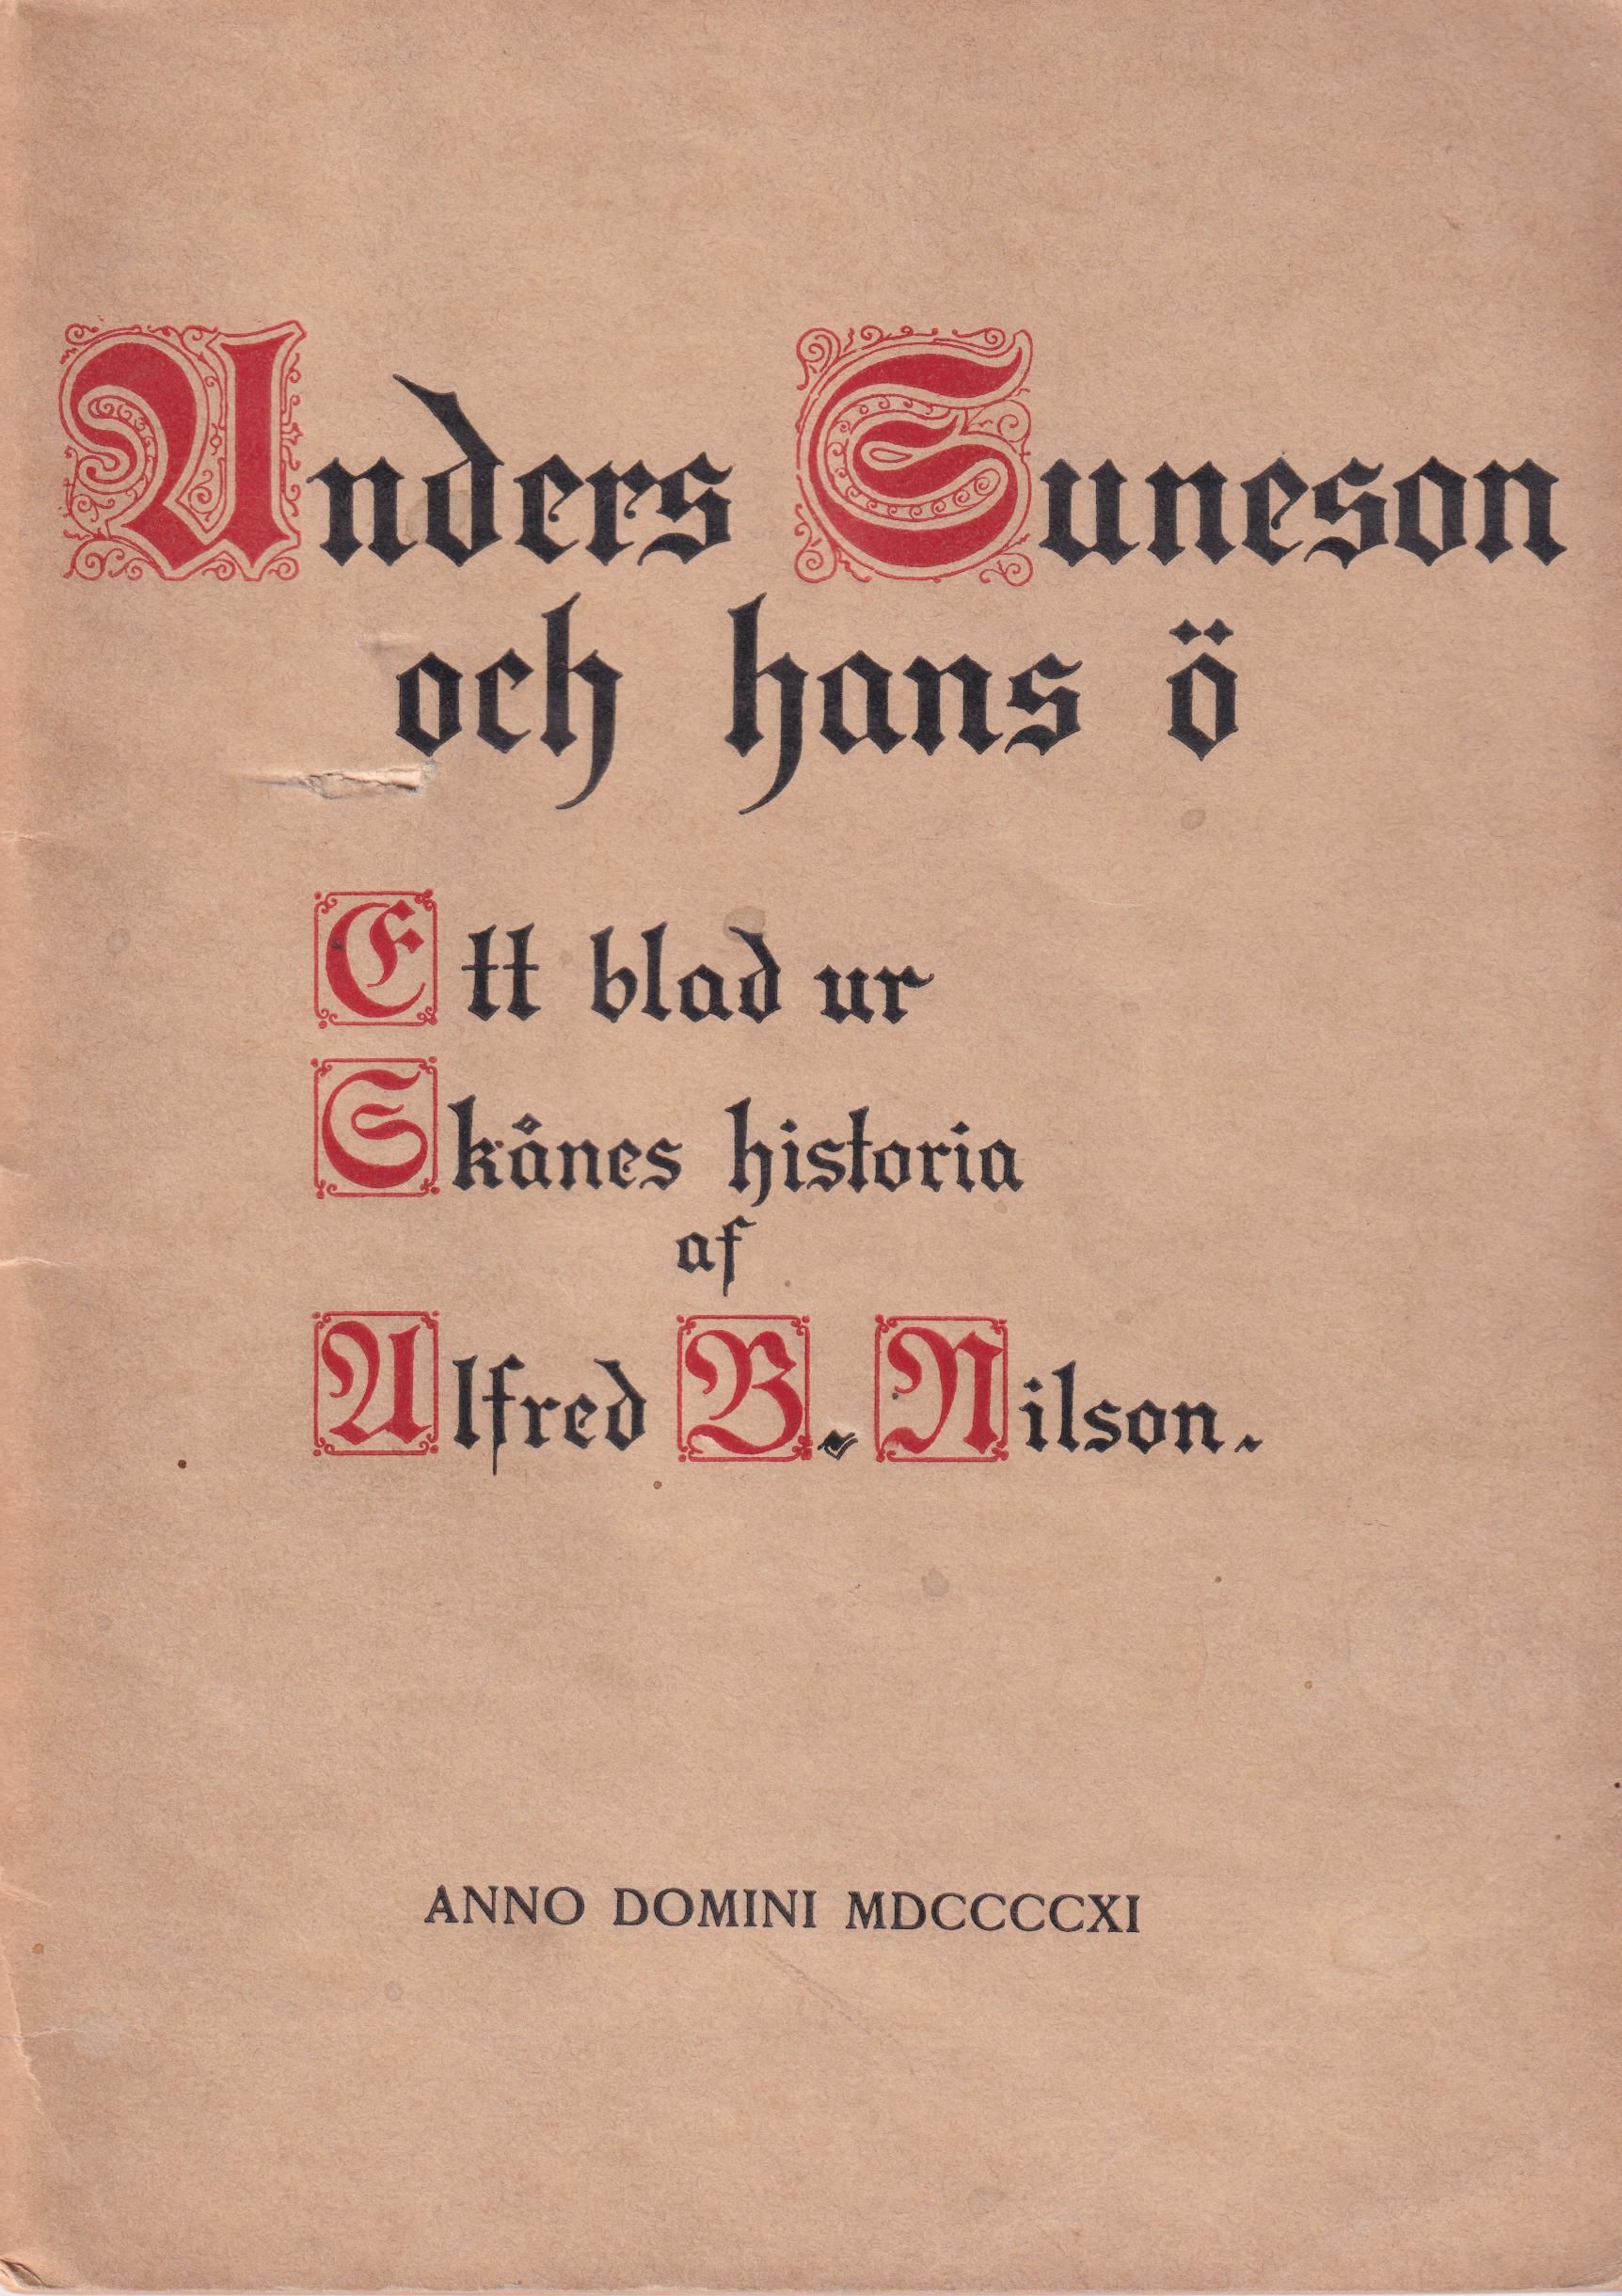 Anders Suneson
och hans ö
Ett blad ur
Skånes historia
af
Alfred B. Nilson.
ANNO DOMINI MDCCCCXI